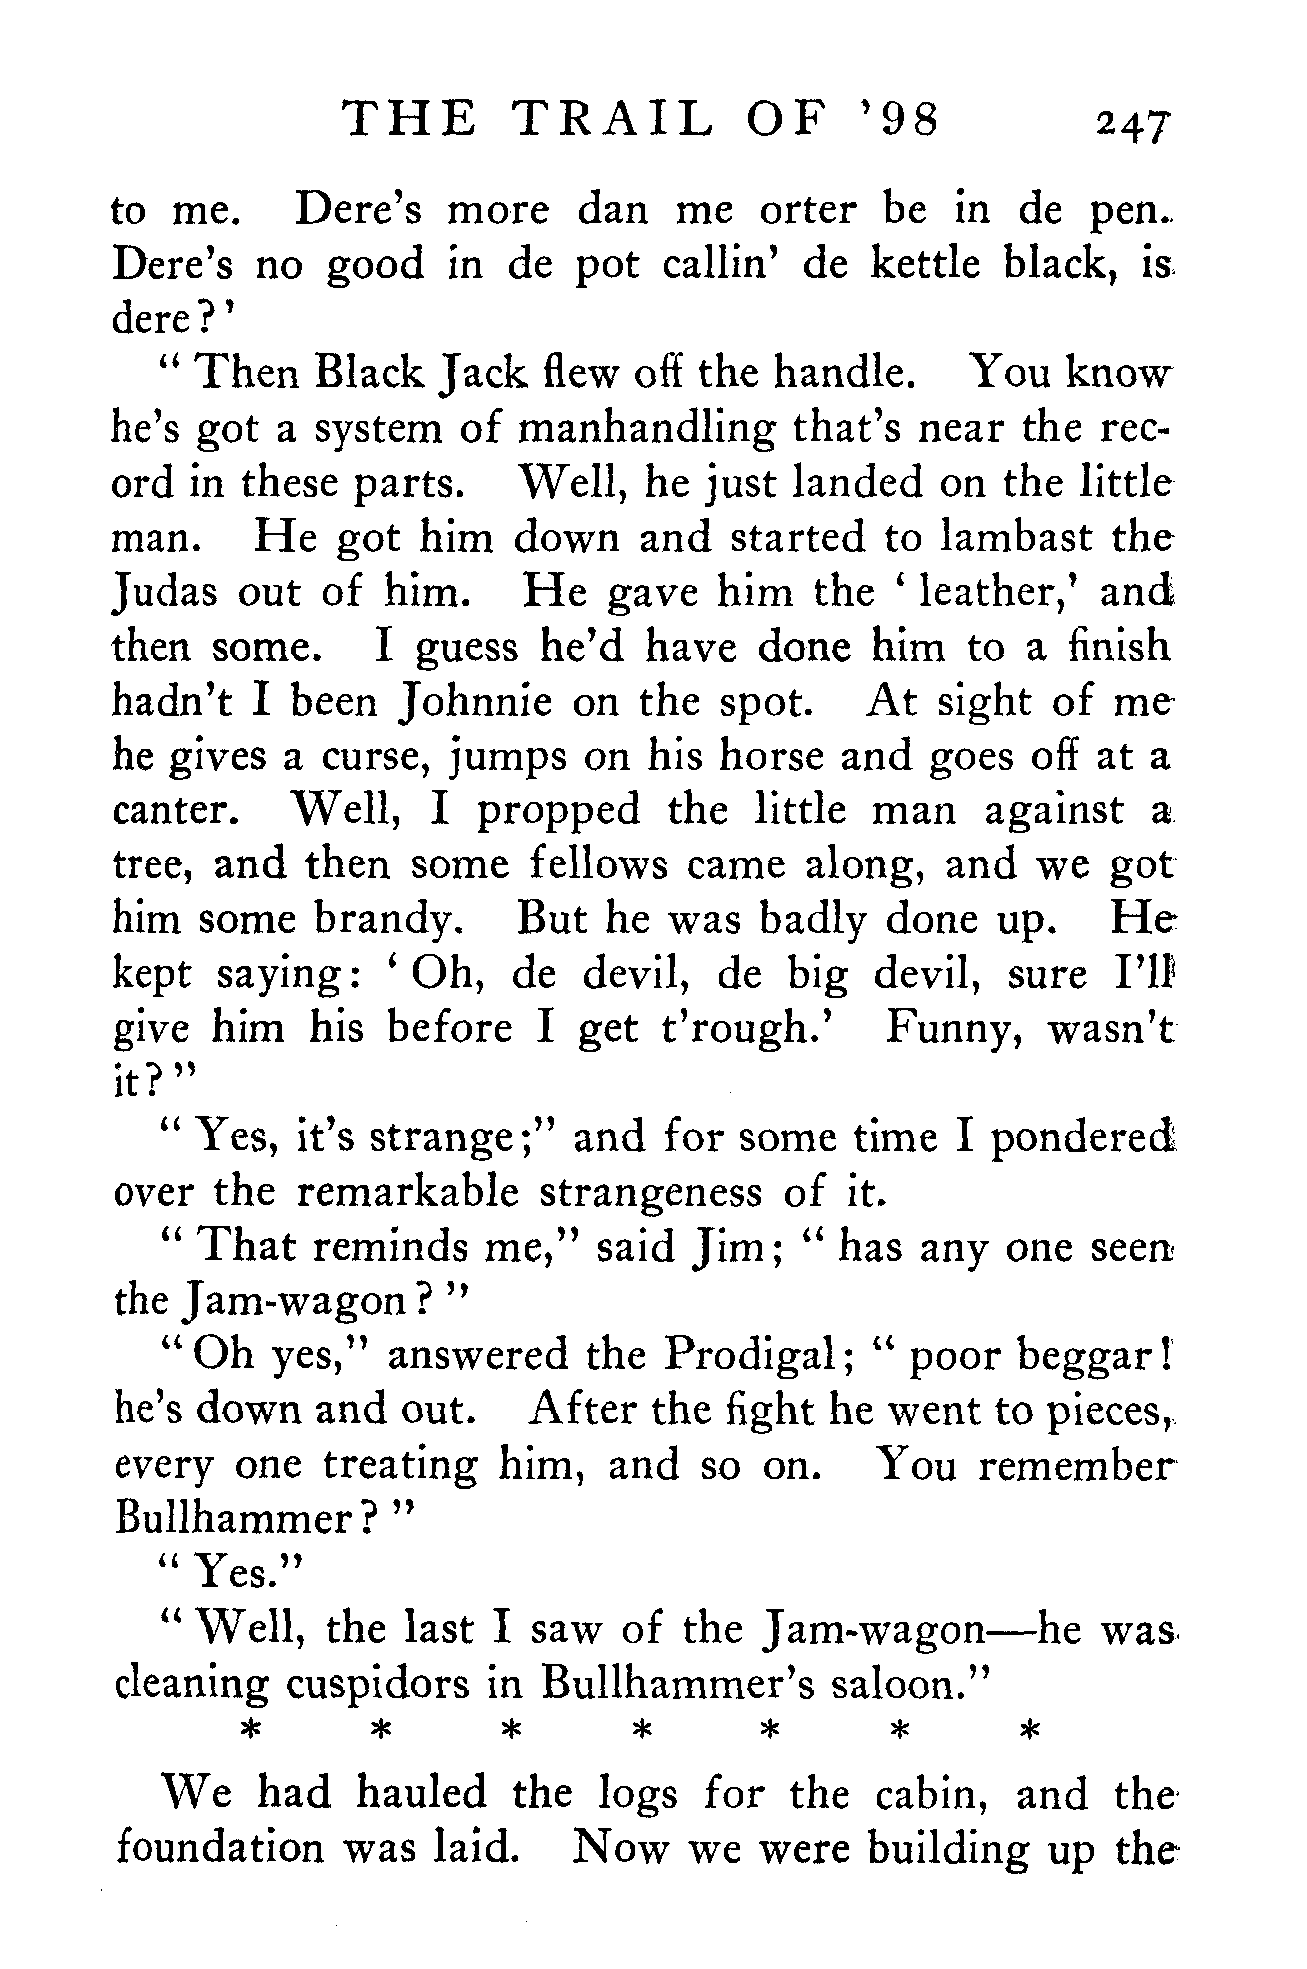 THE TRAIL OF '98 247
to me. Dere's more dan me orter be in de pen.
Dere's no good in de pot callin' de kettle black, is
dere?'
" Then Black Jack flew off the handle. You know
he's got a system of manhandling that's near the rec-
ord in these parts. Well, he just landed on the little
man. He got him down and started to lambast the
Judas out of him. He gave him the ' leather,' and
then some. I guess he'd have done him to a finish
hadn't I been Johnnie on the spot. At sight of me
he gives a curse, jumps on his horse and goes off at a
canter. Well, I propped the little man against a
tree, and then some fellows came along, and we got
him some brandy. But he was badly done up. He
kept saying: ' Oh, de devil, de big devil, sure I'll
give him his before I get t'rough.' Funny, wasn't
it?"
" Yes, it's strange;" and for some time I pondered
over the remarkable strangeness of it.
" That reminds me," said Jim; " has any one seen
the Jam-wagon?"
" Oh yes," answered the Prodigal; " poor beggar!
he's down and out. After the fight he went to pieces,
every one treating him, and so on. You remember
Bullhammer?"
" Yes."
" Well, the last I saw of the Jam-wagon—he was
cleaning cuspidors in Bullhammer's saloon."
* * * * * * *
We had hauled the logs for the cabin, and the
foundation was laid. Now we were building up the